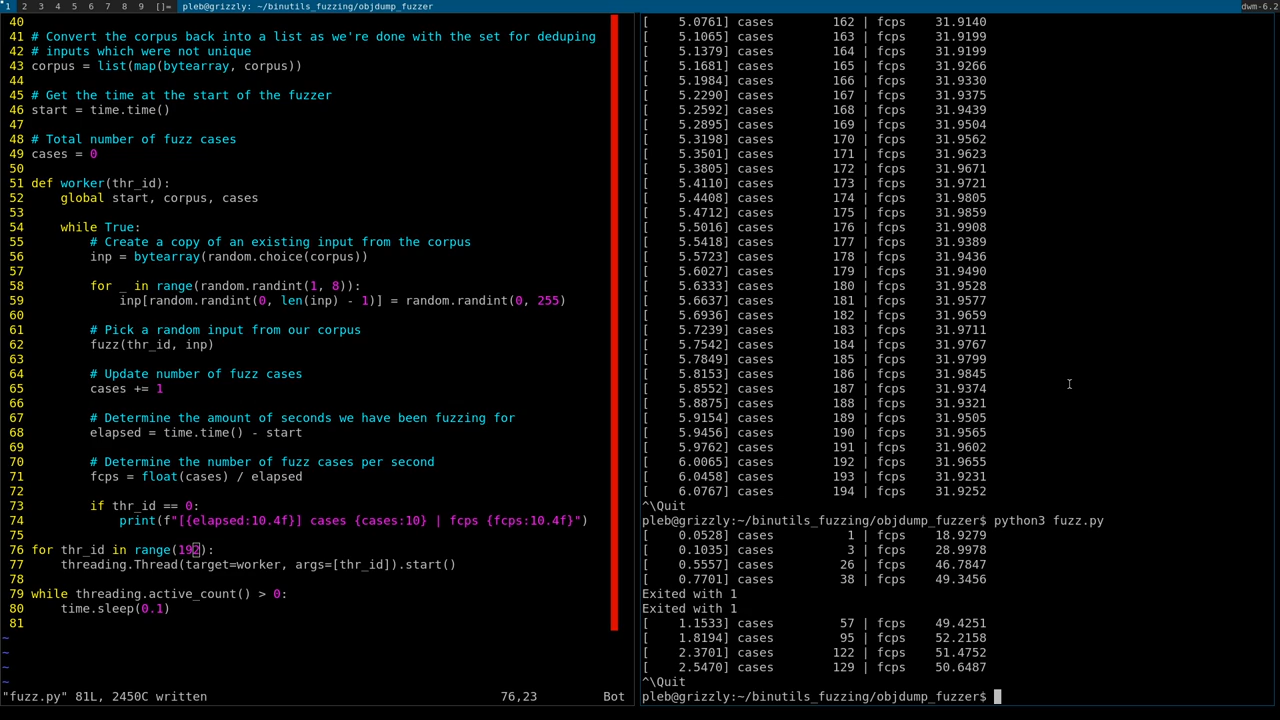 1 2 3 4 5 6 7 8 9 []= pleb@grizzly: ~/binutils_fuzzing/objdump_fuzzer dwm-6.2
40
41 # Convert the corpus back into a list as we're done with the set for deduping
42 # inputs which were not unique
43 corpus = list(map(bytearray, corpus))
44
45 # Get the time at the start of the fuzzer
46 start = time.time()
47
48 # Total number of fuzz cases
49 cases = 0
50
51 def worker(thr_id):
52     global start, corpus, cases
53
54     while True:
55         # Create a copy of an existing input from the corpus
56         inp = bytearray(random.choice(corpus))
57
58         for _ in range(random.randint(1, 8)):
59             inp[random.randint(0, len(inp) - 1)] = random.randint(0, 255)
60
61         # Pick a random input from our corpus
62         fuzz(thr_id, inp)
63
64         # Update number of fuzz cases
65         cases += 1
66
67         # Determine the amount of seconds we have been fuzzing for
68         elapsed = time.time() - start
69
70         # Determine the number of fuzz cases per second
71         fcps = float(cases) / elapsed
72
73         if thr_id == 0:
74             print(f"[{elapsed:10.4f}] cases {cases:10} | fcps {fcps:10.4f}")
75
76 for thr_id in range(192):
77     threading.Thread(target=worker, args=[thr_id]).start()
78
79 while threading.active_count() > 0:
80     time.sleep(0.1)
81
~
~
~
~
"fuzz.py" 81L, 2450C written 76,23 Bot
[    5.0761] cases        162 | fcps    31.9140
[    5.1065] cases        163 | fcps    31.9199
[    5.1379] cases        164 | fcps    31.9199
[    5.1681] cases        165 | fcps    31.9266
[    5.1984] cases        166 | fcps    31.9330
[    5.2290] cases        167 | fcps    31.9375
[    5.2592] cases        168 | fcps    31.9439
[    5.2895] cases        169 | fcps    31.9504
[    5.3198] cases        170 | fcps    31.9562
[    5.3501] cases        171 | fcps    31.9623
[    5.3805] cases        172 | fcps    31.9671
[    5.4110] cases        173 | fcps    31.9721
[    5.4408] cases        174 | fcps    31.9805
[    5.4712] cases        175 | fcps    31.9859
[    5.5016] cases        176 | fcps    31.9908
[    5.5418] cases        177 | fcps    31.9389
[    5.5723] cases        178 | fcps    31.9436
[    5.6027] cases        179 | fcps    31.9490
[    5.6333] cases        180 | fcps    31.9528
[    5.6637] cases        181 | fcps    31.9577
[    5.6936] cases        182 | fcps    31.9659
[    5.7239] cases        183 | fcps    31.9711
[    5.7542] cases        184 | fcps    31.9767
[    5.7849] cases        185 | fcps    31.9799
[    5.8153] cases        186 | fcps    31.9845
[    5.8552] cases        187 | fcps    31.9374
[    5.8875] cases        188 | fcps    31.9321
[    5.9154] cases        189 | fcps    31.9505
[    5.9456] cases        190 | fcps    31.9565
[    5.9762] cases        191 | fcps    31.9602
[    6.0065] cases        192 | fcps    31.9655
[    6.0458] cases        193 | fcps    31.9231
[    6.0767] cases        194 | fcps    31.9252
^\Quit
pleb@grizzly:~/binutils_fuzzing/objdump_fuzzer$ python3 fuzz.py
[    0.0528] cases          1 | fcps    18.9279
[    0.1035] cases          3 | fcps    28.9978
[    0.5557] cases         26 | fcps    46.7847
[    0.7701] cases         38 | fcps    49.3456
Exited with 1
Exited with 1
[    1.1533] cases         57 | fcps    49.4251
[    1.8194] cases         95 | fcps    52.2158
[    2.3701] cases        122 | fcps    51.4752
[    2.5470] cases        129 | fcps    50.6487
^\Quit
pleb@grizzly:~/binutils_fuzzing/objdump_fuzzer$